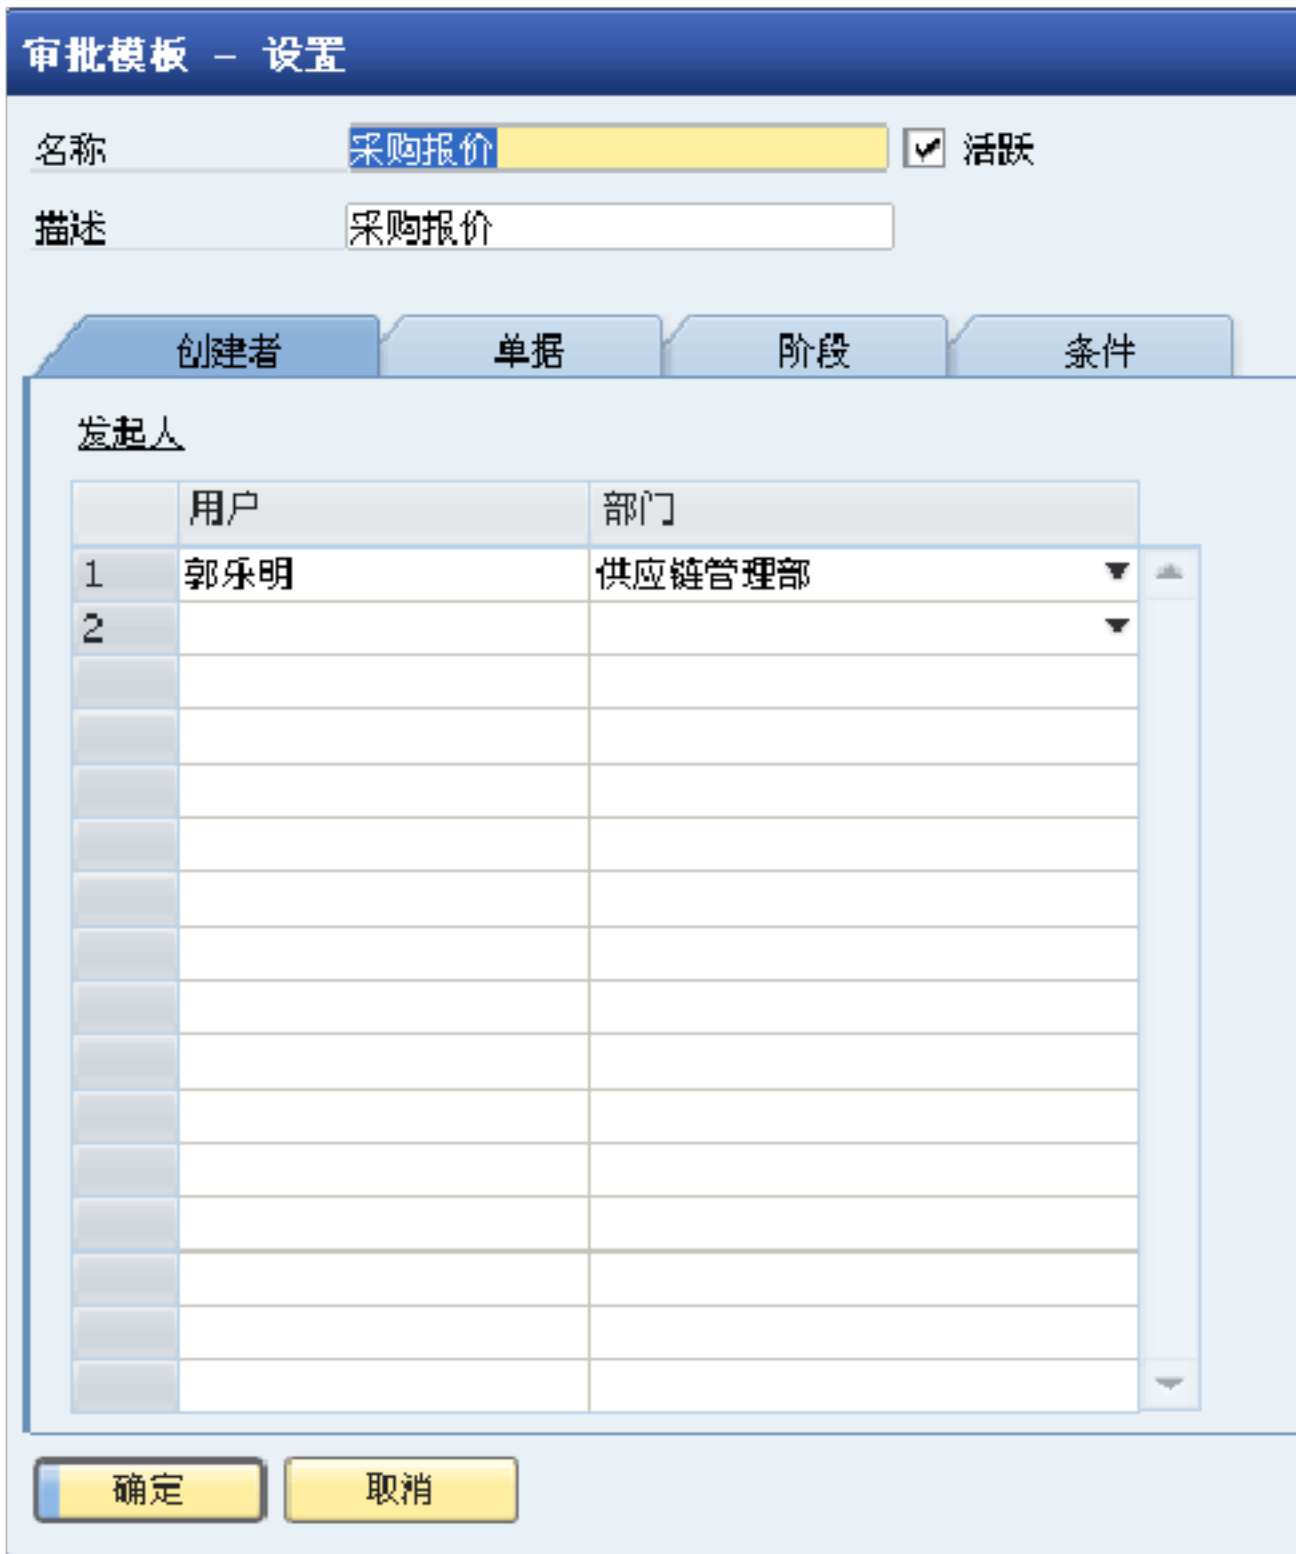 审批模板 - 设置
名称 采购报价 活跃
描述 采购报价
创建者 单据 阶段 条件
发起人
用户 部门
1 郭乐明 供应链管理部
2
确定 取消